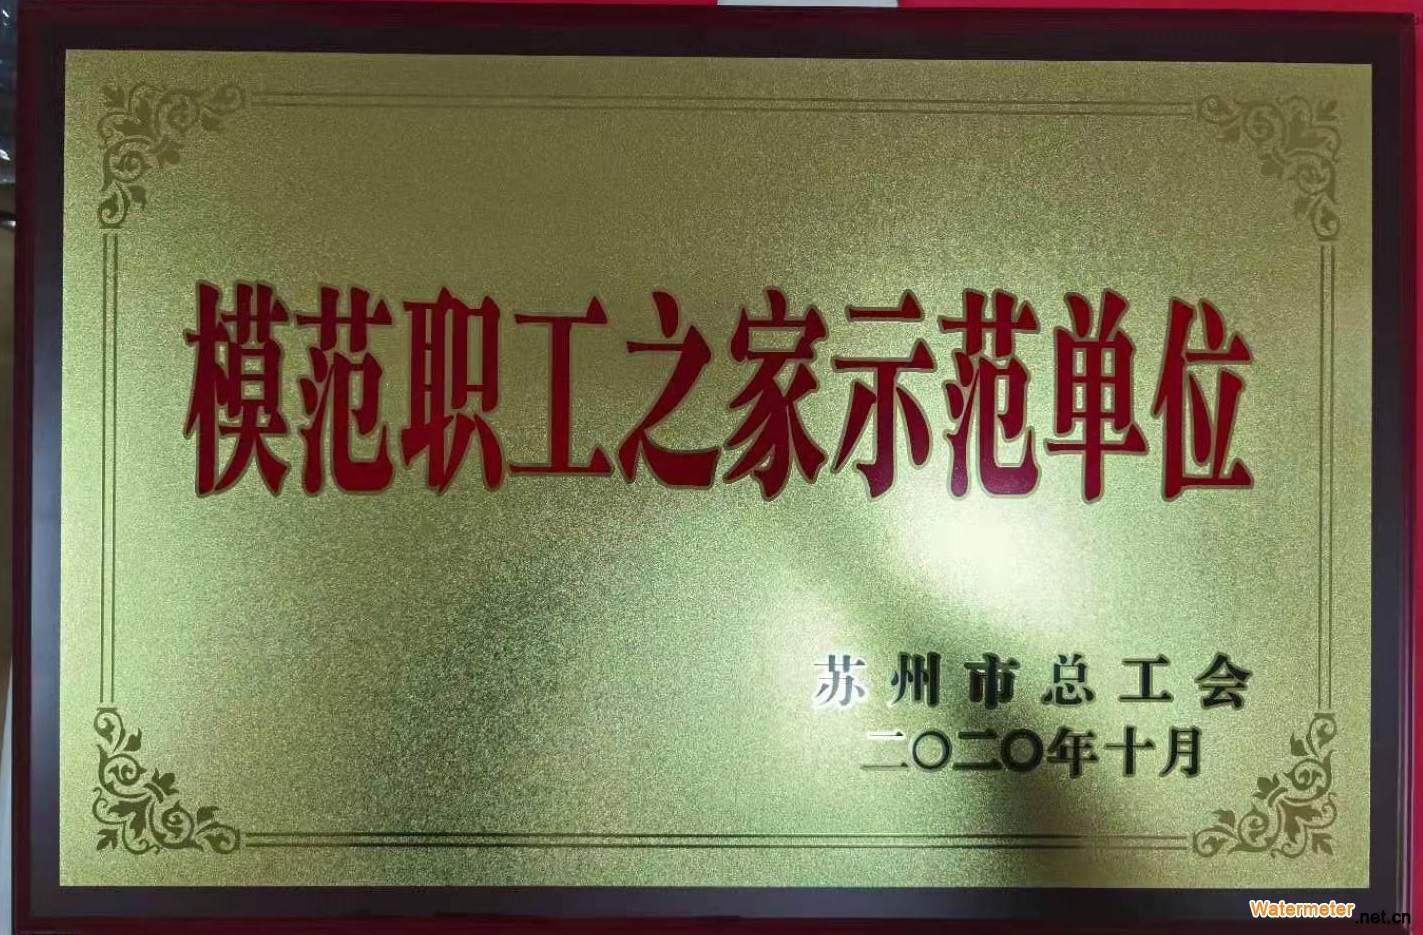 模范职工之家示范单位
苏州市总工会
二〇二〇年十月
Watermeter.net.cn